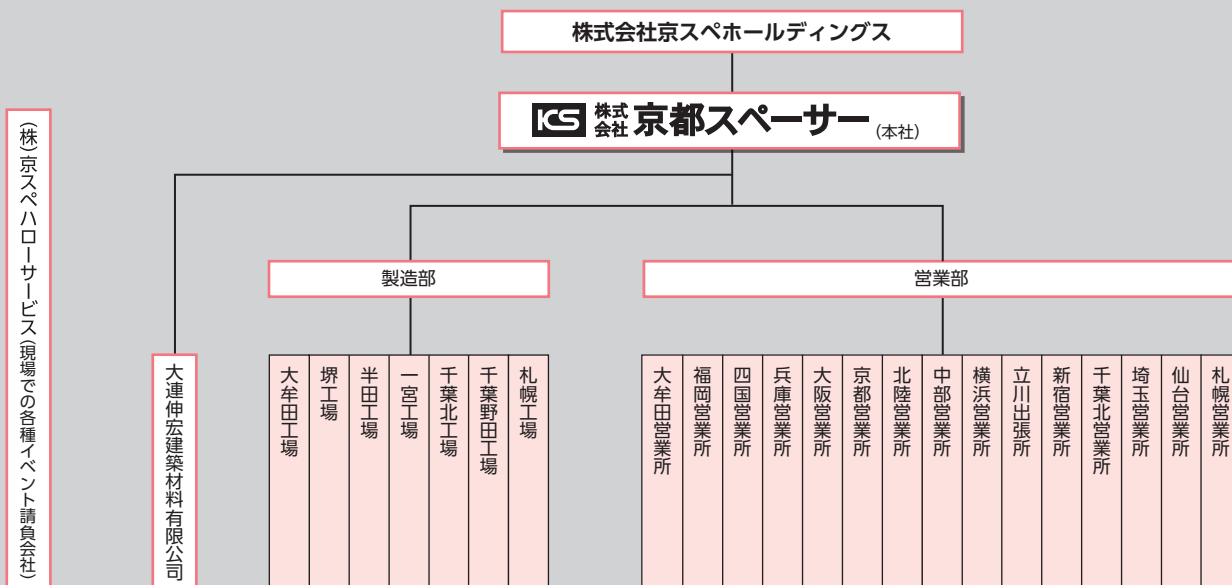 株式会社京スペホールディングス
KS 株式会社 京都スペーサー (本社)
(株)京スペハローサービス(現場での各種イベント請負会社)
製造部
営業部
大連伸宏建築材料有限公司
大牟田工場
堺工場
半田工場
一宮工場
千葉北工場
千葉野田工場
札幌工場
大牟田営業所
福岡営業所
四国営業所
兵庫営業所
大阪営業所
京都営業所
北陸営業所
中部営業所
横浜営業所
立川出張所
新宿営業所
千葉北営業所
埼玉営業所
仙台営業所
札幌営業所